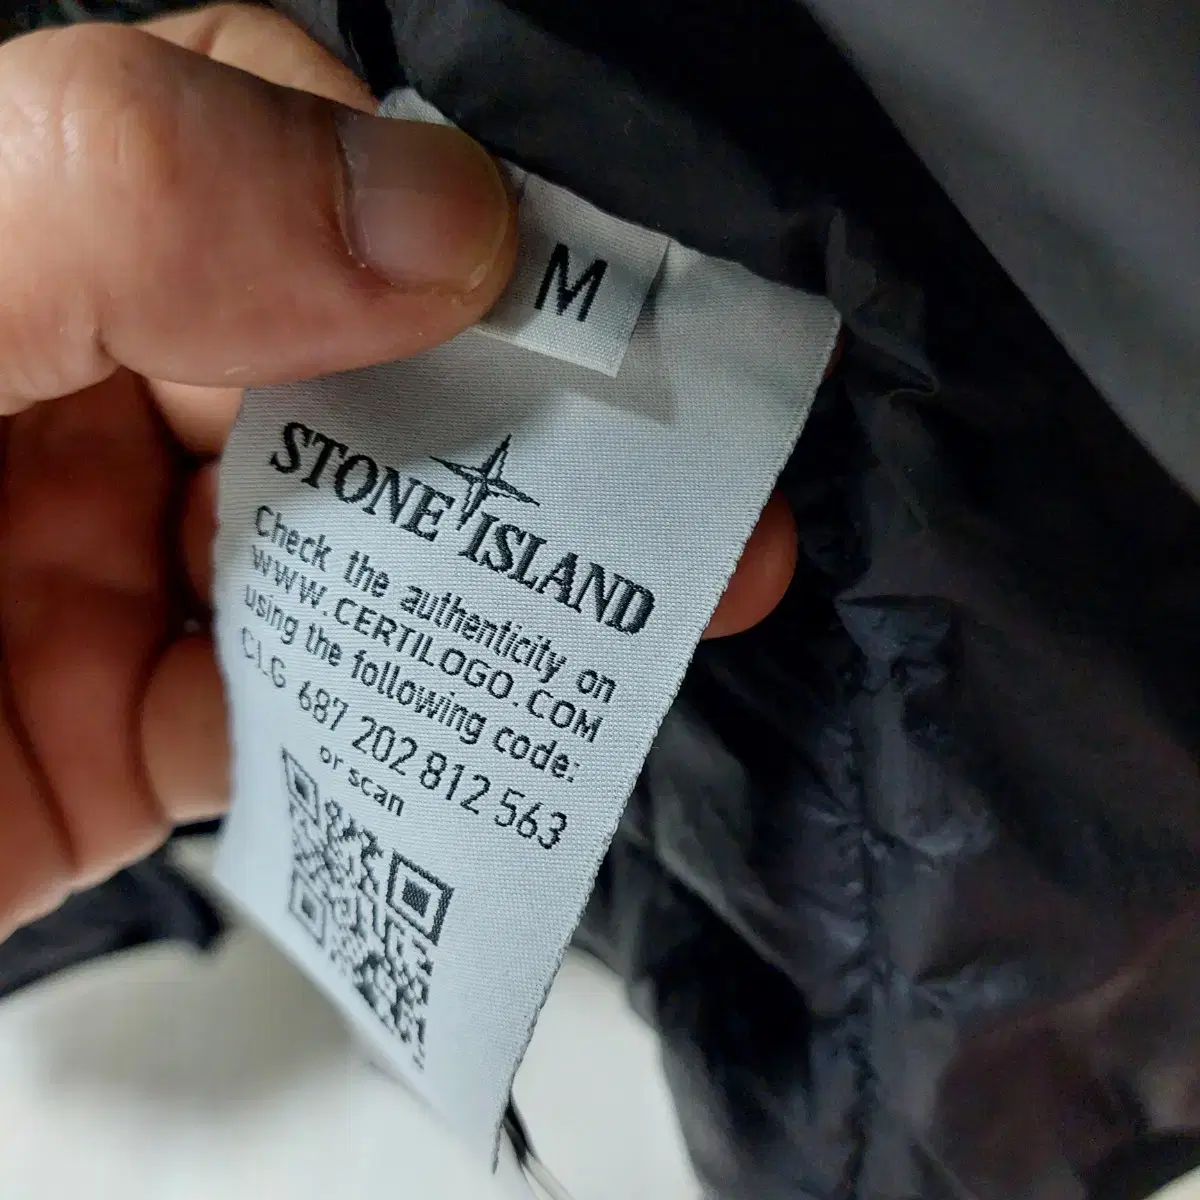 M
STONE ISLAND
Check the authenticity on
WWW.CERTILOGO.COM
using the following code:
CLG 687 202 812 563
or scan